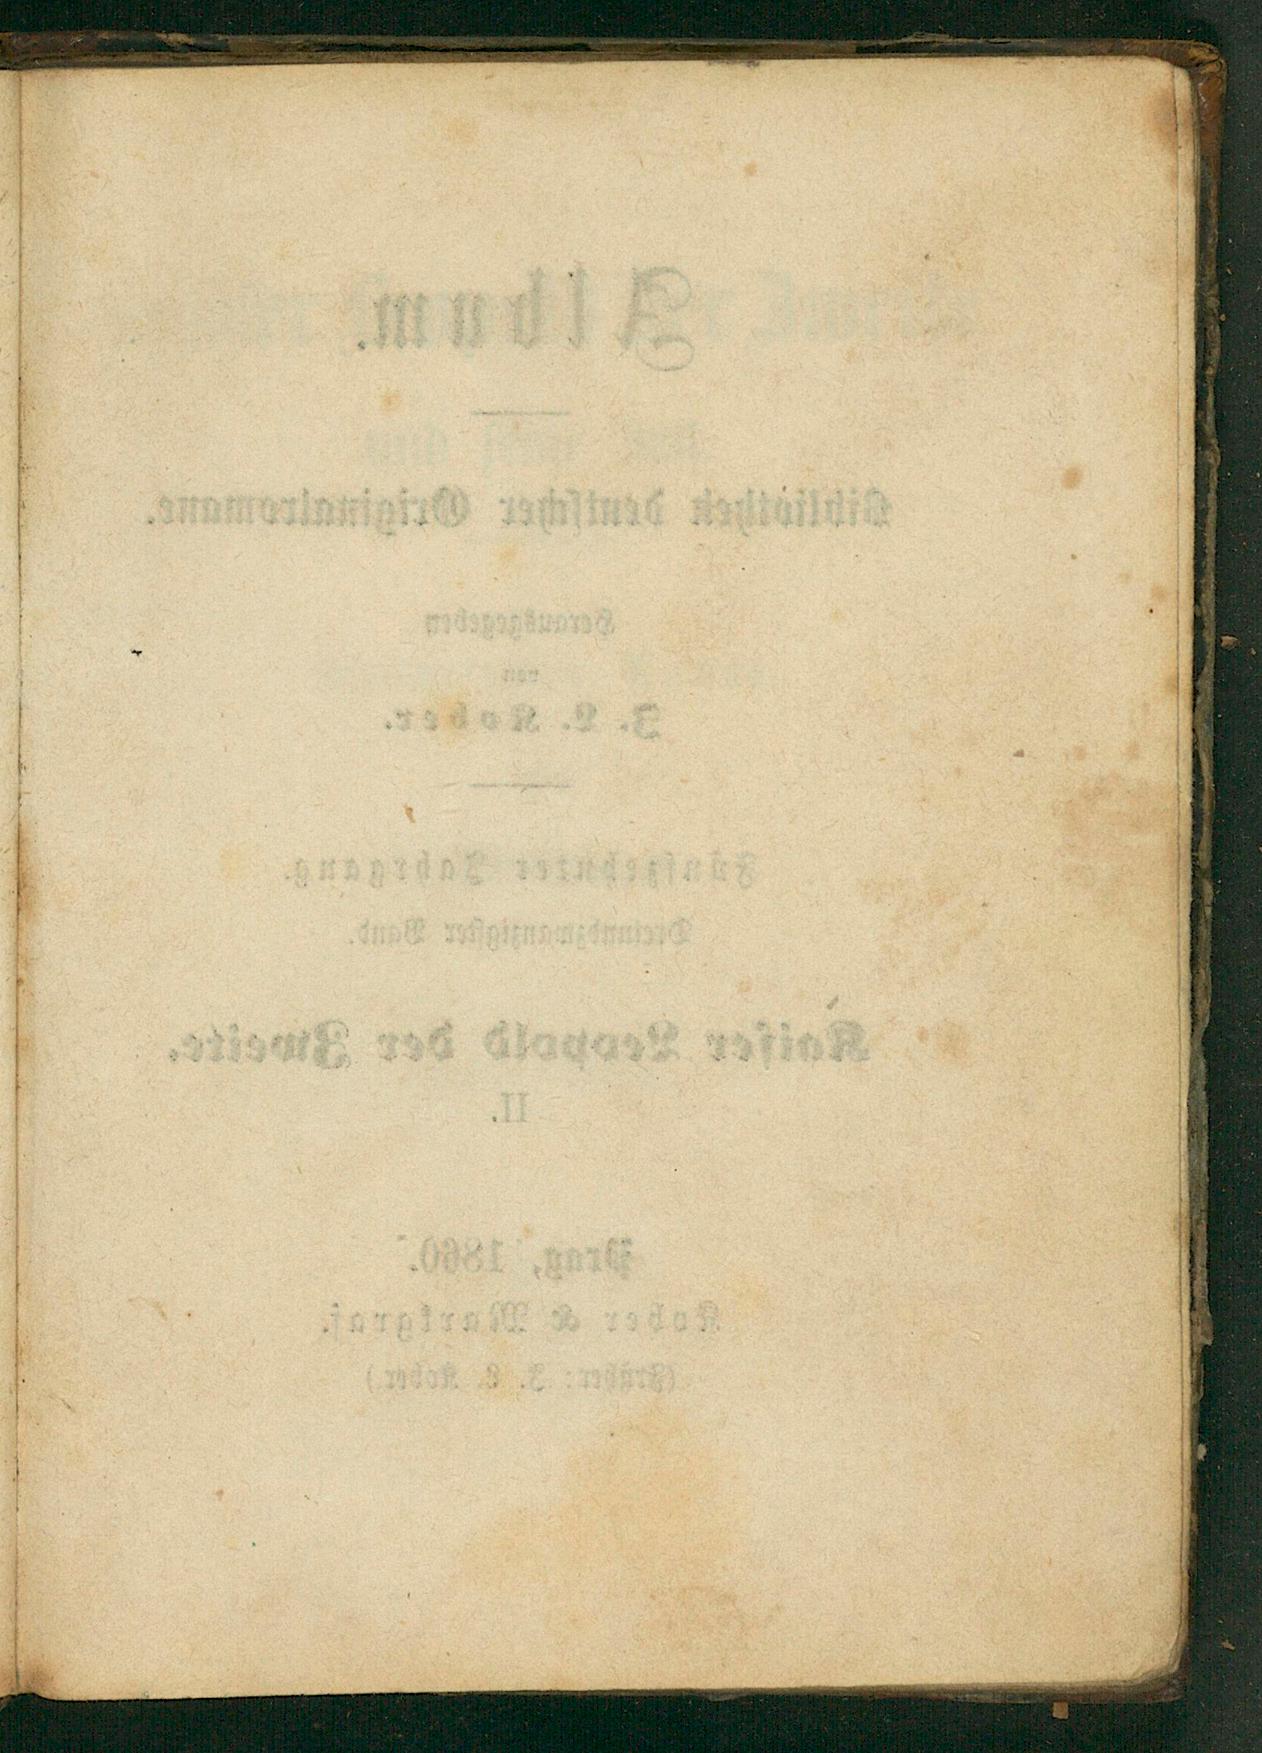 Album.
Bibliothek deutscher Originalromane.
Herausgegeben
von
J. L. Kober.
Fünfzehnter Jahrgang.
Dreiundzwanzigster Band.
Kaiser Leopold der Zweite.
II.
Prag, 1860.
Kober & Markgraf.
(Früher: J. L. Kober.)